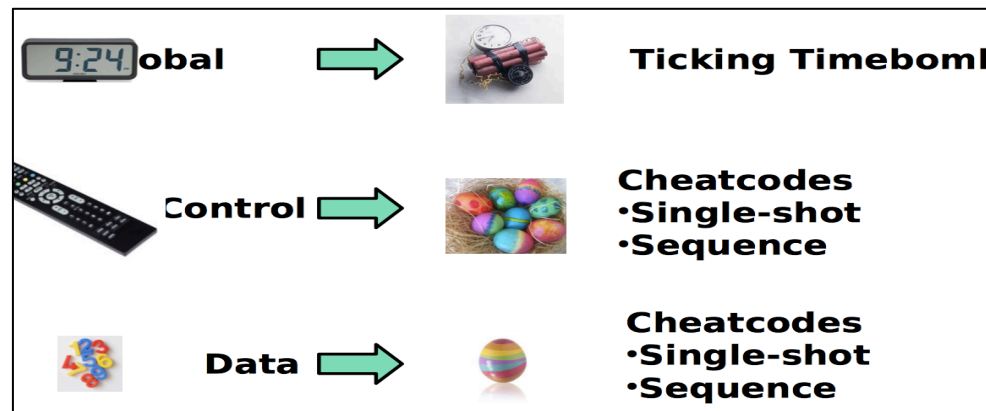 9:24 obal Ticking Timebom
Cheatcodes
Control •Single-shot
•Sequence
Cheatcodes
Data •Single-shot
•Sequence